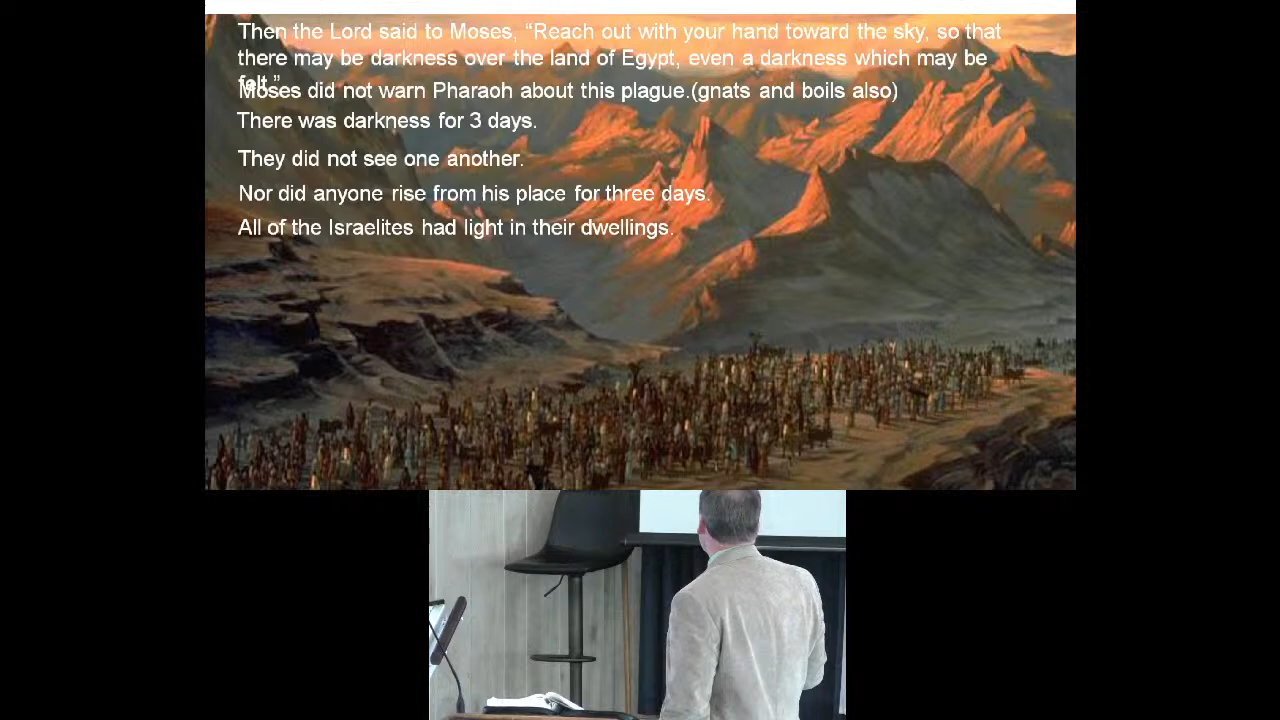 Then the Lord said to Moses, “Reach out with your hand toward the sky, so that
there may be darkness over the land of Egypt, even a darkness which may be
felt.”
Moses did not warn Pharaoh about this plague.(gnats and boils also)
There was darkness for 3 days.
They did not see one another.
Nor did anyone rise from his place for three days.
All of the Israelites had light in their dwellings.